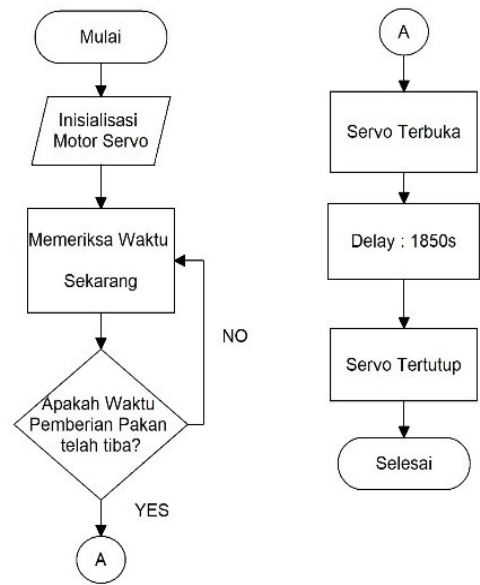 Mulai
Inisialisasi
Motor Servo
Memeriksa Waktu
Sekarang
NO
Apakah Waktu
Pemberian Pakan
telah tiba?
YES
A
A
Servo Terbuka
Delay : 1850s
Servo Tertutup
Selesai